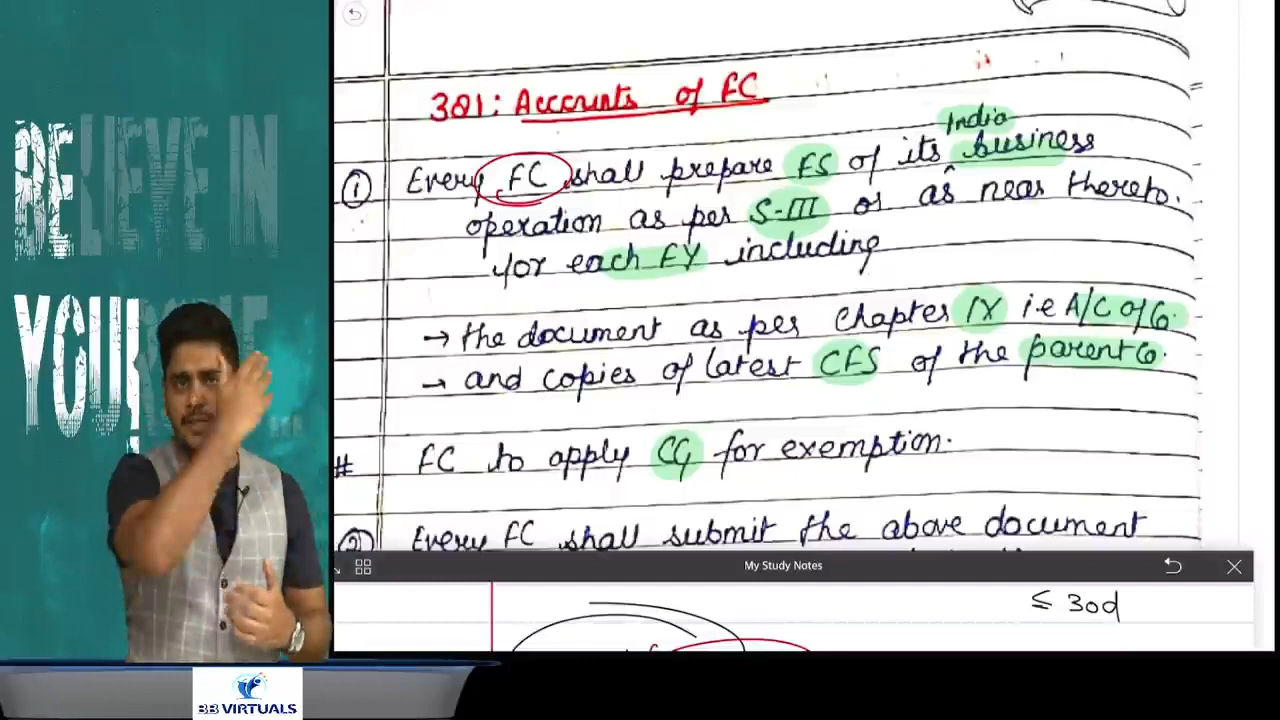 BELIEVE IN
YOUR
381: Accounts of FC
India
① Every FC shall prepare FS of its business
operation as per S-III or as near thereto.
for each FY including
→ the document as per Chapter IX i.e A/C of Co.
→ and copies of latest CFS of the parent Co.
# FC to apply CG for exemption.
② Every FC shall submit the above document
My Study Notes
≤ 30d
BB VIRTUALS